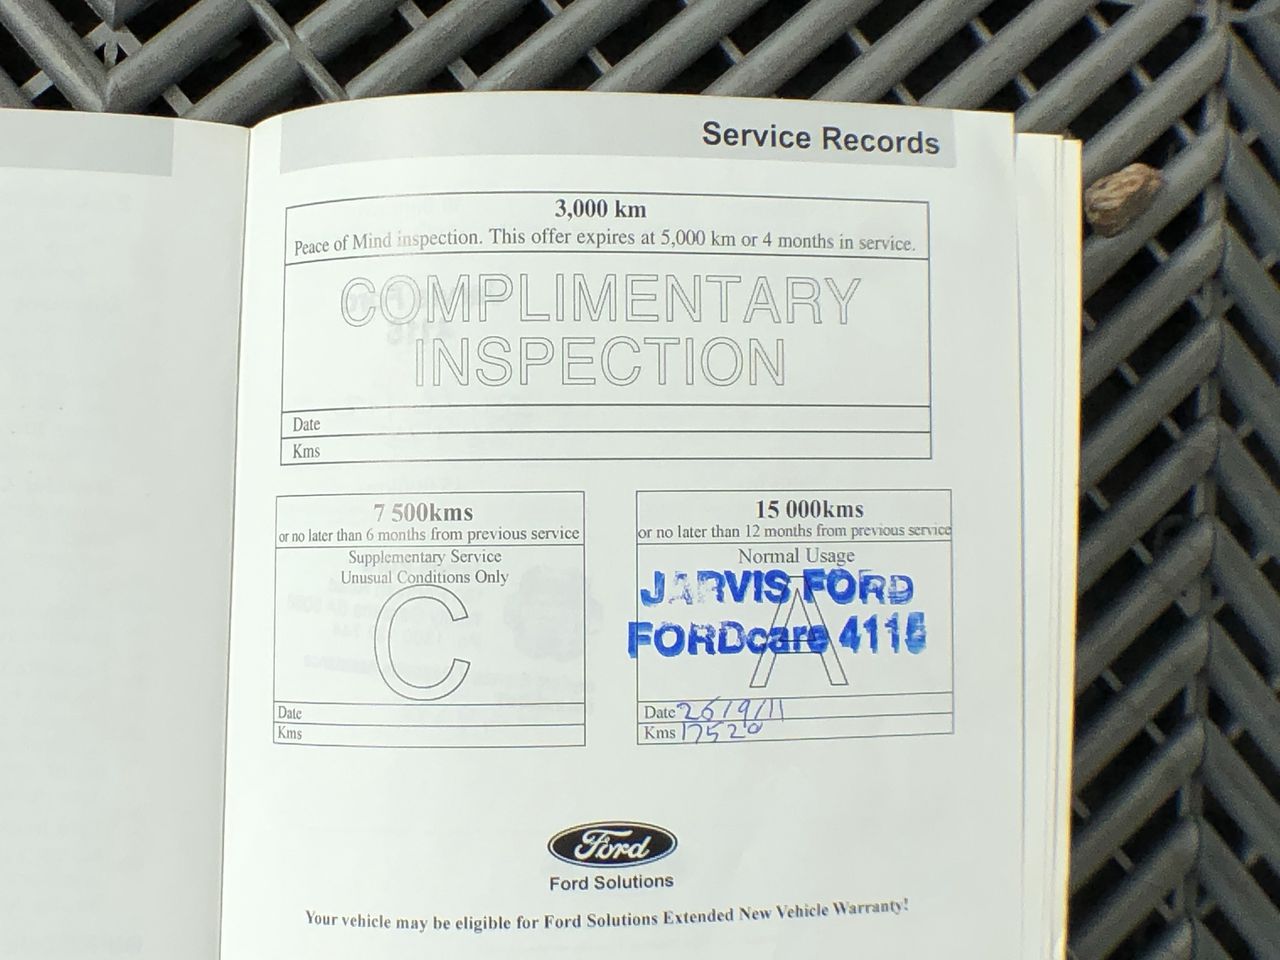 Service Records
3,000 km
Peace of Mind inspection. This offer expires at 5,000 km or 4 months in service.
COMPLIMENTARY
INSPECTION
Date
Kms
7 500kms
or no later than 6 months from previous service
Supplementary Service
Unusual Conditions Only
C
Date
Kms
15 000kms
or no later than 12 months from previous service
Normal Usage
A
JARVIS FORD
FORDcare 4115
Date 26/9/11
Kms 17520
Ford
Ford Solutions
Your vehicle may be eligible for Ford Solutions Extended New Vehicle Warranty!